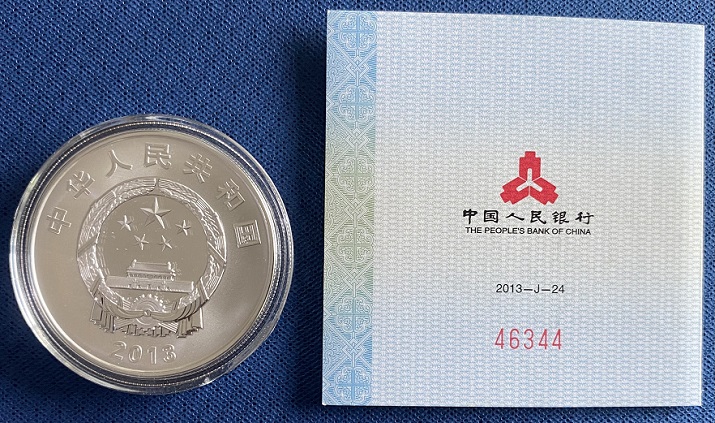 中华人民共和国
2013
中国人民银行
THE PEOPLE'S BANK OF CHINA
2013—J—24
46344